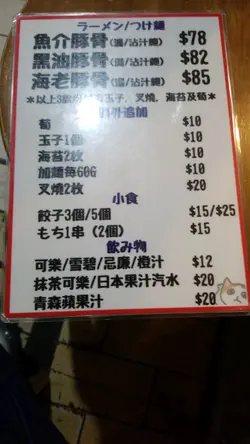 ラーメン/つけ麵
魚介豚骨(湯/沾汁麵) $78
黑油豚骨(湯/沾汁麵) $82
海老豚骨(湯/沾汁麵) $85
*以上3款 玉子, 叉燒, 海苔及筍*
追加
筍 $10
玉子1個 $10
海苔2枚 $10
加麵每60G $10
叉燒2枚 $20
小食
餃子3個/5個 $15/$25
もち1串 (2個) $15
飲み物
可樂/雪碧/忌廉/橙汁 $12
抹茶可樂/日本果汁汽水 $20
青森蘋果汁 $20